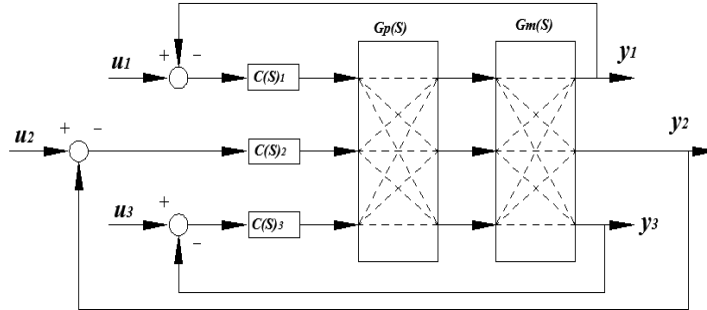 Gp(S) Gm(S)
+ −
u1 C(S)1 y1
+ −
u2 C(S)2 y2
+
u3 C(S)3 y3
−